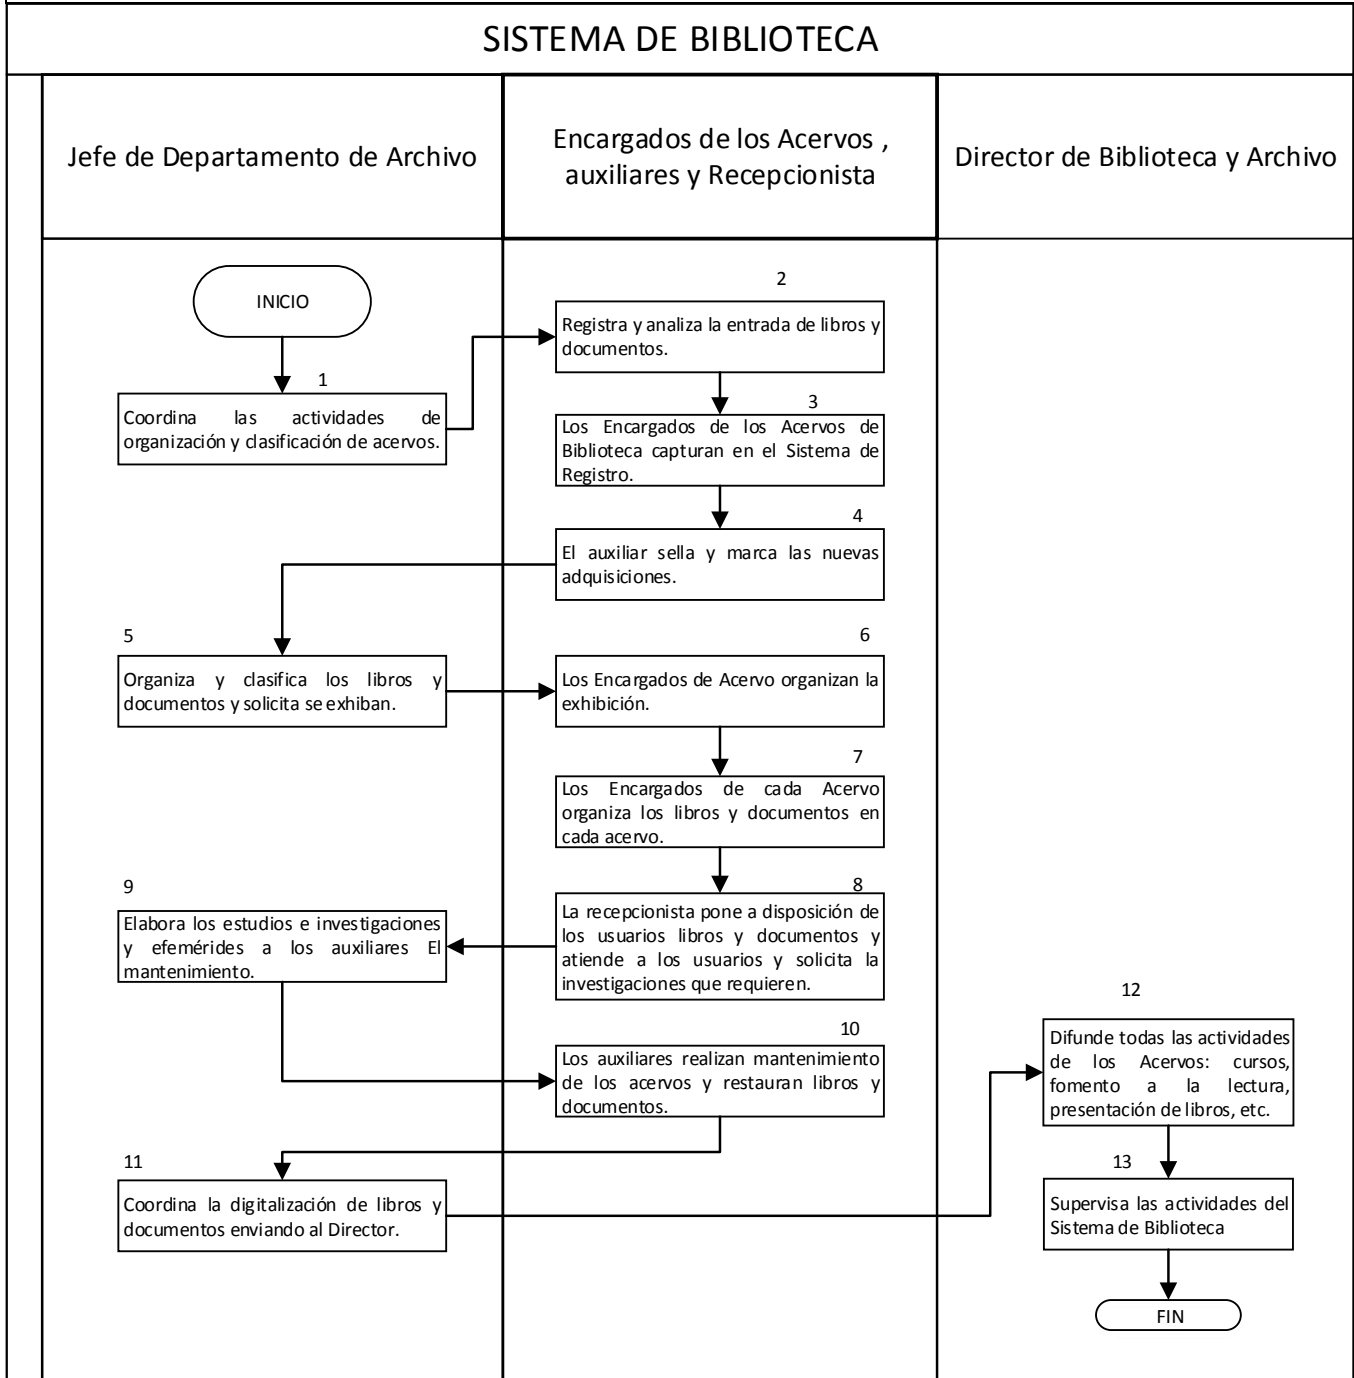 SISTEMA DE BIBLIOTECA
Jefe de Departamento de Archivo
Encargados de los Acervos ,
auxiliares y Recepcionista
Director de Biblioteca y Archivo
INICIO
1
Coordina las actividades de
organización y clasificación de acervos.
2
Registra y analiza la entrada de libros y
documentos.
3
Los Encargados de los Acervos de
Biblioteca capturan en el Sistema de
Registro.
4
El auxiliar sella y marca las nuevas
adquisiciones.
5
Organiza y clasifica los libros y
documentos y solicita se exhiban.
6
Los Encargados de Acervo organizan la
exhibición.
7
Los Encargados de cada Acervo
organiza los libros y documentos en
cada acervo.
8
La recepcionista pone a disposición de
los usuarios libros y documentos y
atiende a los usuarios y solicita la
investigaciones que requieren.
9
Elabora los estudios e investigaciones
y efemérides a los auxiliares El
mantenimiento.
10
Los auxiliares realizan mantenimiento
de los acervos y restauran libros y
documentos.
11
Coordina la digitalización de libros y
documentos enviando al Director.
12
Difunde todas las actividades
de los Acervos: cursos,
fomento a la lectura,
presentación de libros, etc.
13
Supervisa las actividades del
Sistema de Biblioteca
FIN